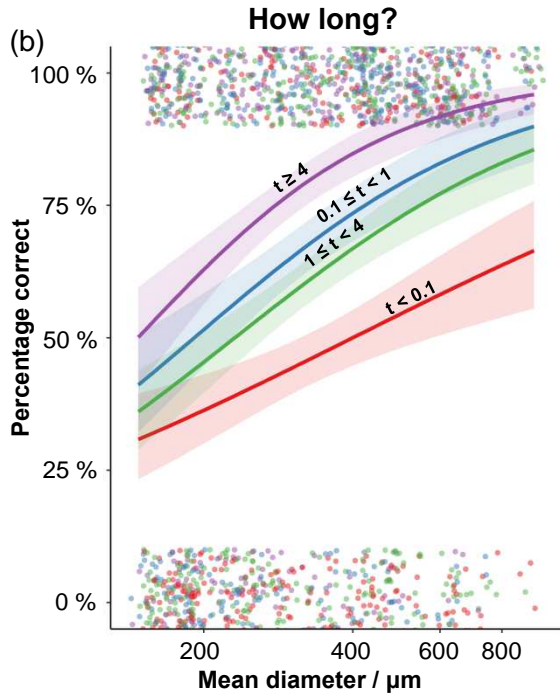 How long?
(b)
100 %
75 %
50 %
25 %
0 %
Percentage correct
t ≥ 4
0.1 ≤ t < 1
1 ≤ t < 4
t < 0.1
200
400
600
800
Mean diameter / µm